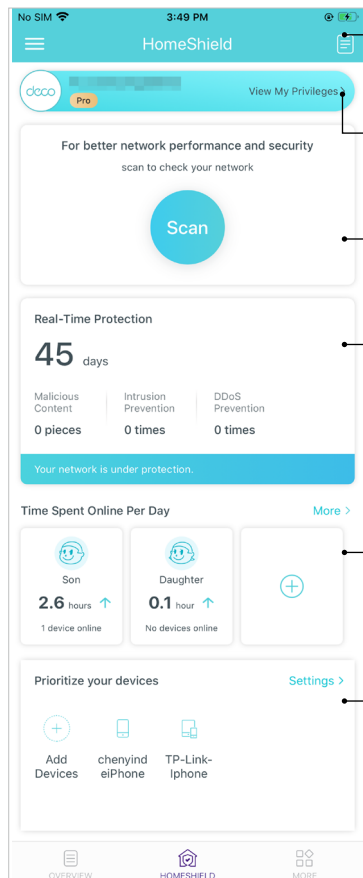 No SIM 3:49 PM
HomeShield
deco
Pro
View My Privileges >
For better network performance and security
scan to check your network
Scan
Real-Time Protection
45 days
Malicious Content
Intrusion Prevention
DDoS Prevention
0 pieces 0 times 0 times
Your network is under protection.
Time Spent Online Per Day More >
Son Daughter
2.6 hours 0.1 hour
1 device online No devices online
Prioritize your devices Settings >
Add Devices
chenyind eiPhone
TP-Link-Iphone
OVERVIEW HOMESHIELD MORE